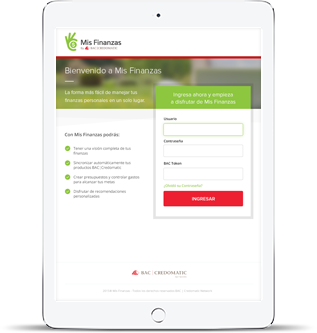 Mis Finanzas
by BAC | CREDOMATIC
Bienvenido a Mis Finanzas
La forma más fácil de manejar tus
finanzas personales en un solo lugar.
Ingresa ahora y empieza
a disfrutar de Mis Finanzas
Usuario
Contraseña
BAC Token
¿Olvidó su Contraseña?
INGRESAR
Con Mis Finanzas podrás:
Tener una visión completa de tus
finanzas
Sincronizar automáticamente tus
productos BAC Credomatic
Crear presupuestos y controlar gastos
para alcanzar tus metas
Disfrutar de recomendaciones
personalizadas.
BAC | CREDOMATIC